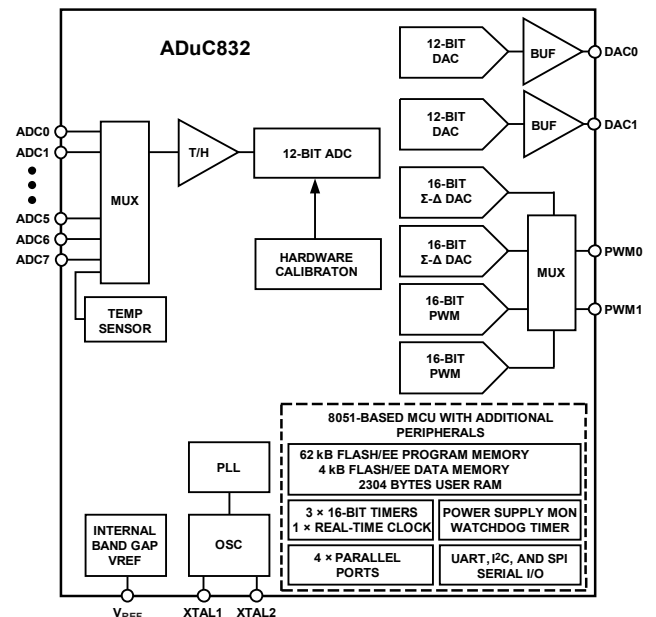 ADuC832
12-BIT
DAC
BUF
DAC0
12-BIT
DAC
BUF
DAC1
ADC0
ADC1
ADC5
ADC6
ADC7
MUX
T/H
12-BIT ADC
HARDWARE
CALIBRATON
TEMP
SENSOR
16-BIT
Σ-Δ DAC
16-BIT
Σ-Δ DAC
16-BIT
PWM
16-BIT
PWM
MUX
PWM0
PWM1
8051-BASED MCU WITH ADDITIONAL
PERIPHERALS
62 kB FLASH/EE PROGRAM MEMORY
4 kB FLASH/EE DATA MEMORY
2304 BYTES USER RAM
3 × 16-BIT TIMERS
1 × REAL-TIME CLOCK
POWER SUPPLY MON
WATCHDOG TIMER
4 × PARALLEL
PORTS
UART, I²C, AND SPI
SERIAL I/O
PLL
OSC
INTERNAL
BAND GAP
VREF
VREF
XTAL1
XTAL2